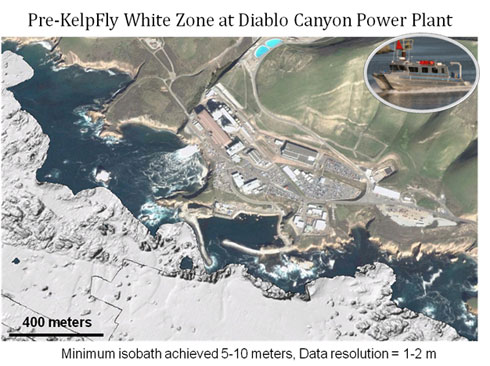 Pre-KelpFly White Zone at Diablo Canyon Power Plant
400 meters
Minimum isobath achieved 5-10 meters, Data resolution = 1-2 m